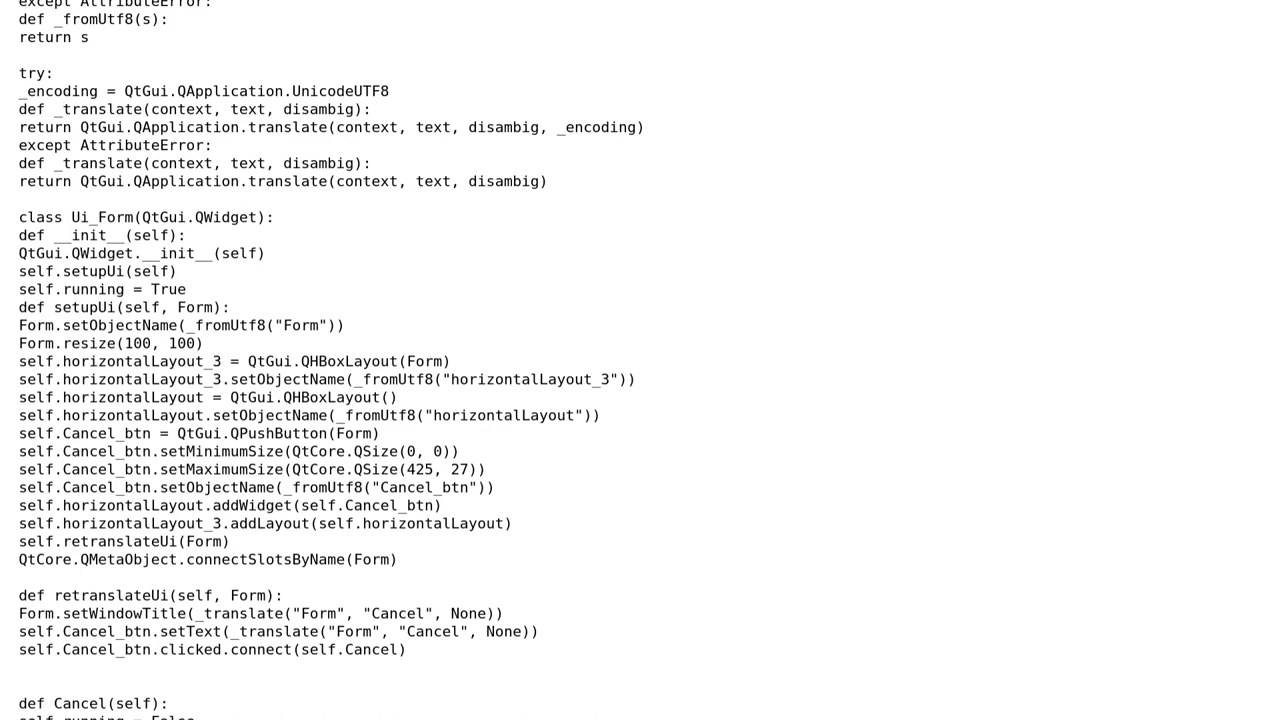 except AttributeError:
def _fromUtf8(s):
return s

try:
_encoding = QtGui.QApplication.UnicodeUTF8
def _translate(context, text, disambig):
return QtGui.QApplication.translate(context, text, disambig, _encoding)
except AttributeError:
def _translate(context, text, disambig):
return QtGui.QApplication.translate(context, text, disambig)

class Ui_Form(QtGui.QWidget):
def __init__(self):
QtGui.QWidget.__init__(self)
self.setupUi(self)
self.running = True
def setupUi(self, Form):
Form.setObjectName(_fromUtf8("Form"))
Form.resize(100, 100)
self.horizontalLayout_3 = QtGui.QHBoxLayout(Form)
self.horizontalLayout_3.setObjectName(_fromUtf8("horizontalLayout_3"))
self.horizontalLayout = QtGui.QHBoxLayout()
self.horizontalLayout.setObjectName(_fromUtf8("horizontalLayout"))
self.Cancel_btn = QtGui.QPushButton(Form)
self.Cancel_btn.setMinimumSize(QtCore.QSize(0, 0))
self.Cancel_btn.setMaximumSize(QtCore.QSize(425, 27))
self.Cancel_btn.setObjectName(_fromUtf8("Cancel_btn"))
self.horizontalLayout.addWidget(self.Cancel_btn)
self.horizontalLayout_3.addLayout(self.horizontalLayout)
self.retranslateUi(Form)
QtCore.QMetaObject.connectSlotsByName(Form)

def retranslateUi(self, Form):
Form.setWindowTitle(_translate("Form", "Cancel", None))
self.Cancel_btn.setText(_translate("Form", "Cancel", None))
self.Cancel_btn.clicked.connect(self.Cancel)


def Cancel(self):
self.running = False